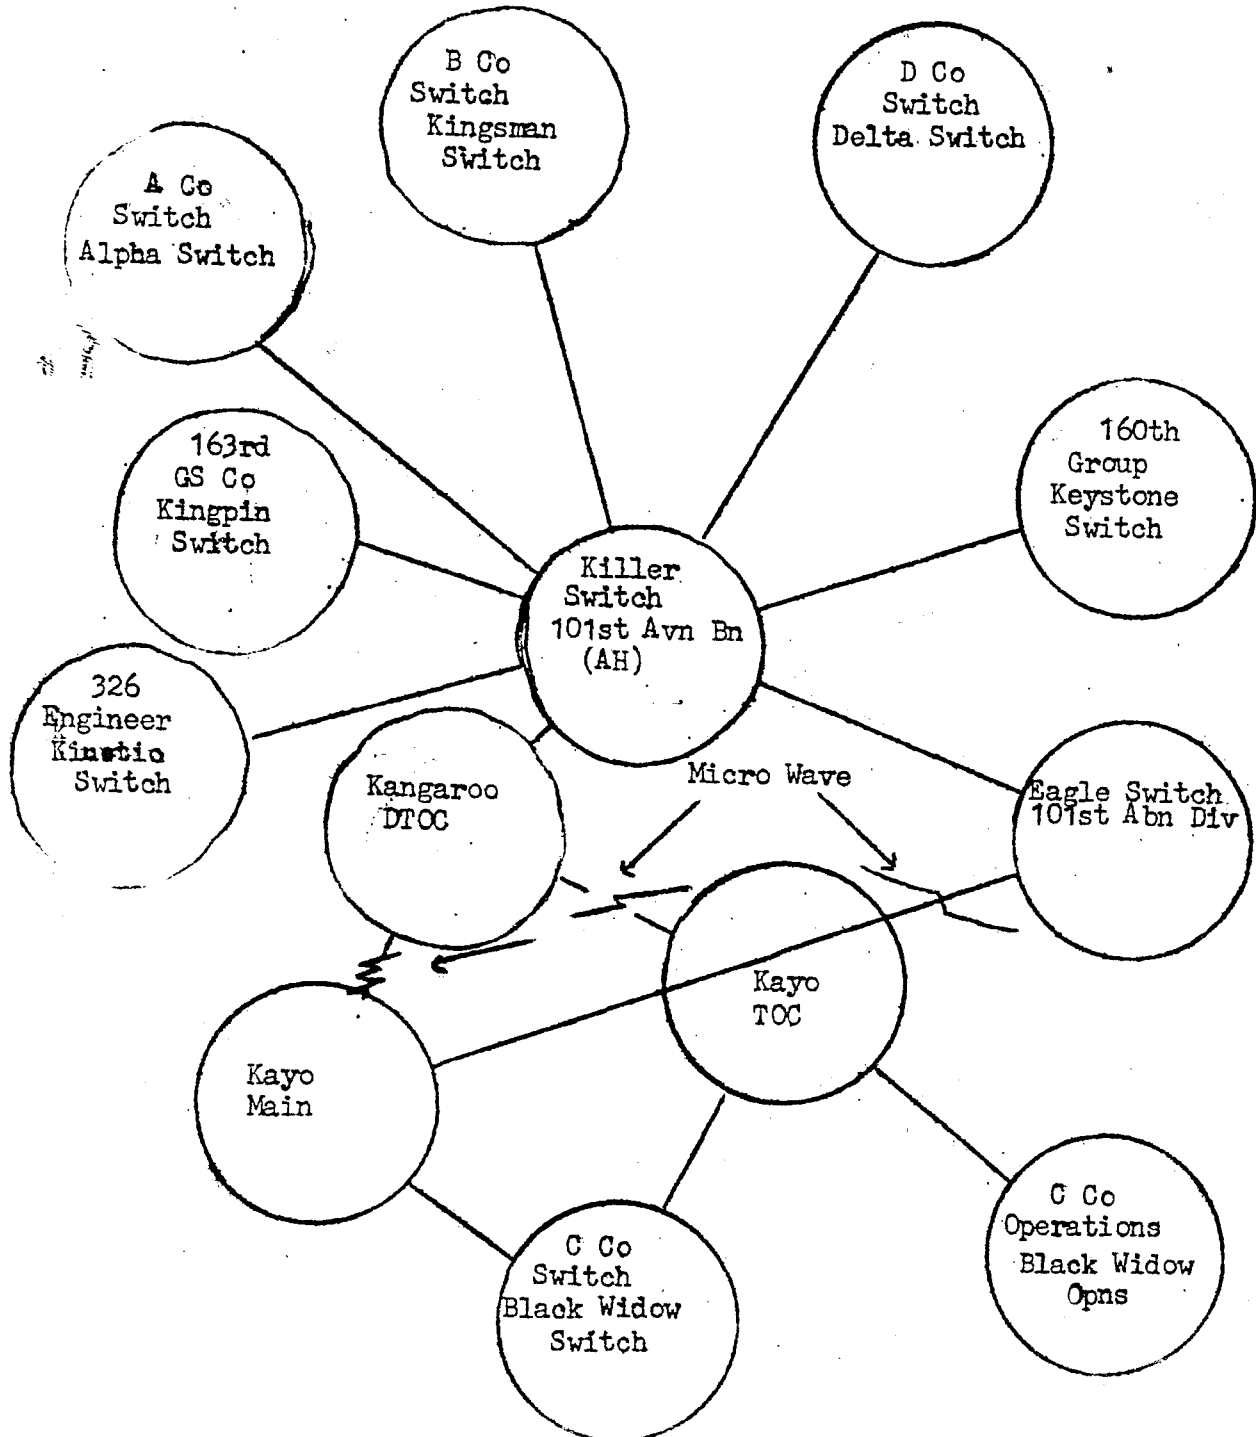 B Co
Switch
Kingsman
Switch
D Co
Switch
Delta Switch
A Co
Switch
Alpha Switch
163rd
GS Co
Kingpin
Switch
160th
Group
Keystone
Switch
Killer
Switch
101st Avn Bn
(AH)
326
Engineer
Kinetic
Switch
Kangaroo
DTOC
Micro Wave
Eagle Switch
101st Abn Div
Kayo
TOC
Kayo
Main
C Co
Switch
Black Widow
Switch
C Co
Operations
Black Widow
Opns